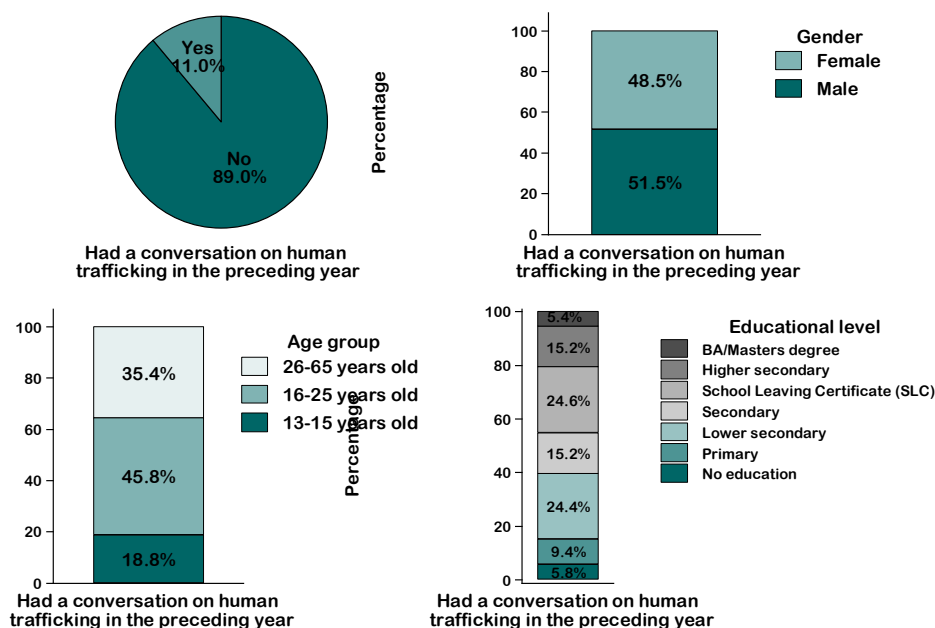 Yes
11.0%
No
89.0%
Had a conversation on human
trafficking in the preceding year
Percentage
100
80
60
40
20
0
48.5%
51.5%
Gender
Female
Male
Had a conversation on human
trafficking in the preceding year
100
80
60
40
20
0
35.4%
45.8%
18.8%
Age group
26-65 years old
16-25 years old
13-15 years old
Had a conversation on human
trafficking in the preceding year
Percentage
100
80
60
40
20
0
5.4%
15.2%
24.6%
15.2%
24.4%
9.4%
5.8%
Educational level
BA/Masters degree
Higher secondary
School Leaving Certificate (SLC)
Secondary
Lower secondary
Primary
No education
Had a conversation on human
trafficking in the preceding year